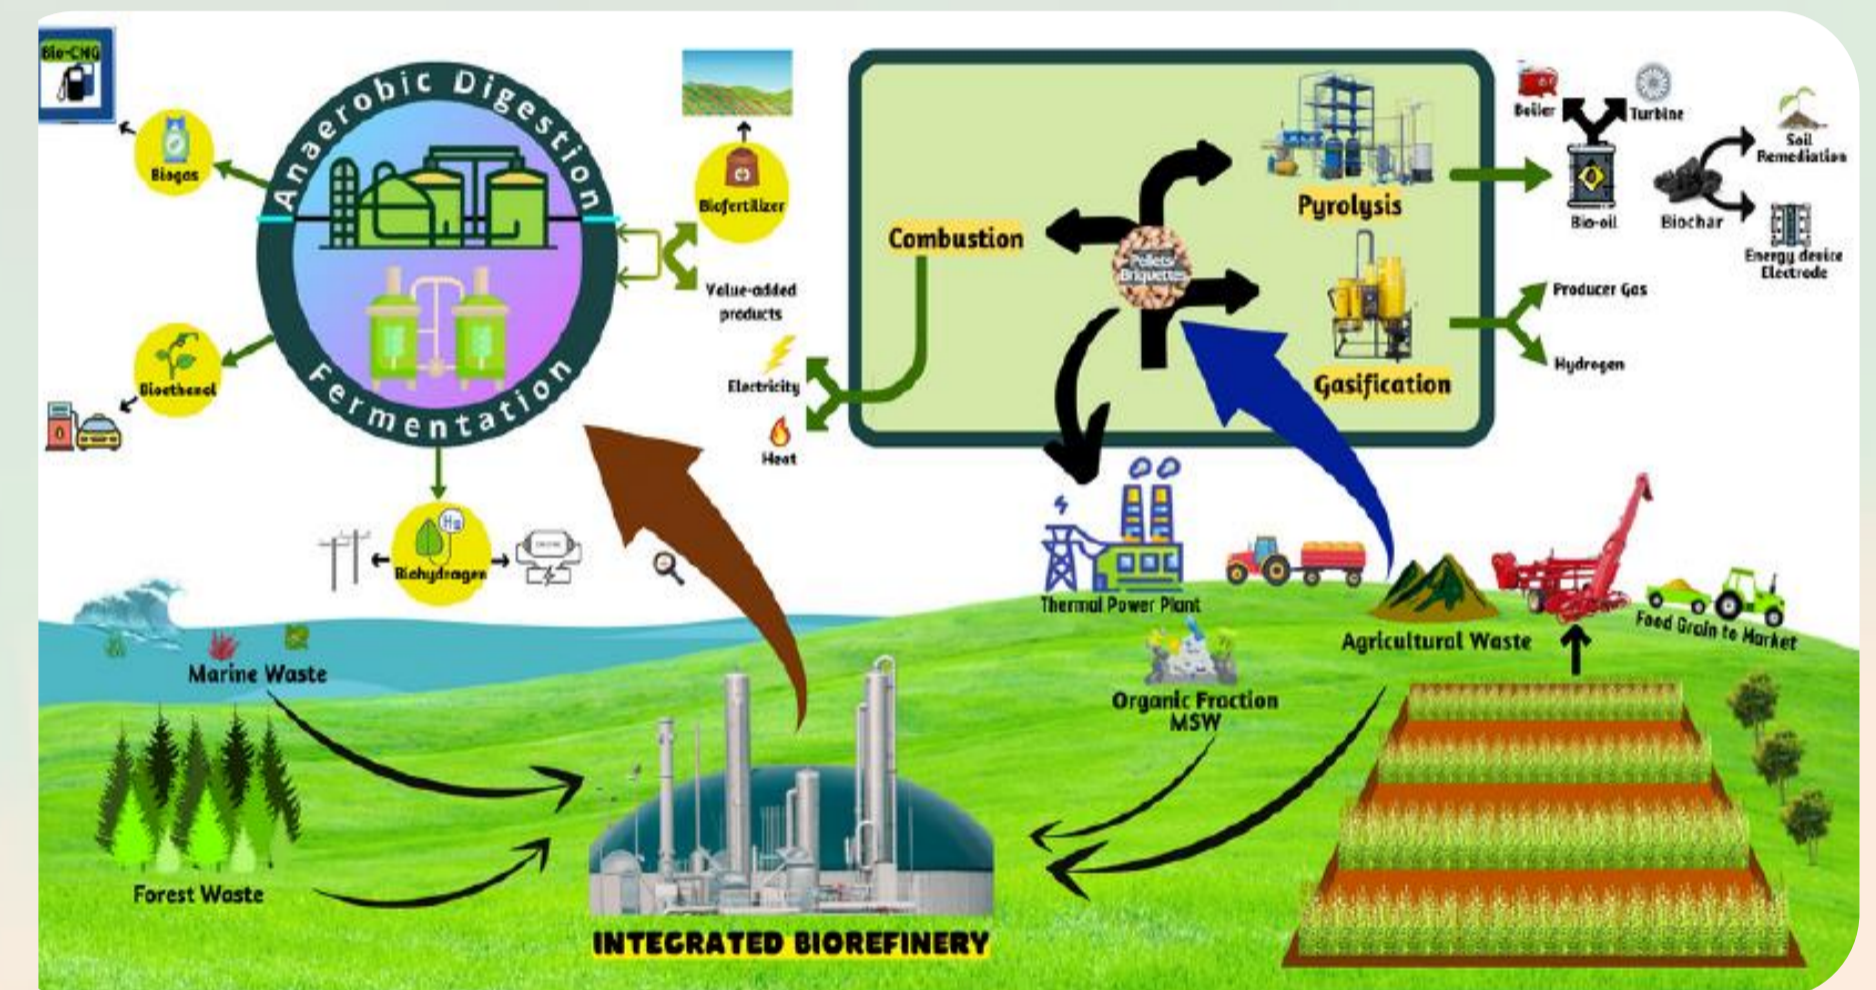 Bio-CNG
Anaerobic Digestion
Fermentation
Biogas
Bioethenol
H₂
Biohydrogen
Biofertilizer
Value-added
products
Electricity
Heat
Combustion
Pellets/
Briquettes
Pyrolysis
Gasification
Boiler
Turbine
Bio-oil
Biochar
Soil
Remediation
Energy device
Electrode
Producer Gas
Hydrogen
Thermal Power Plant
Agricultural Waste
Food Grain to Market
Organic Fraction
MSW
Marine Waste
Forest Waste
INTEGRATED BIOREFINERY